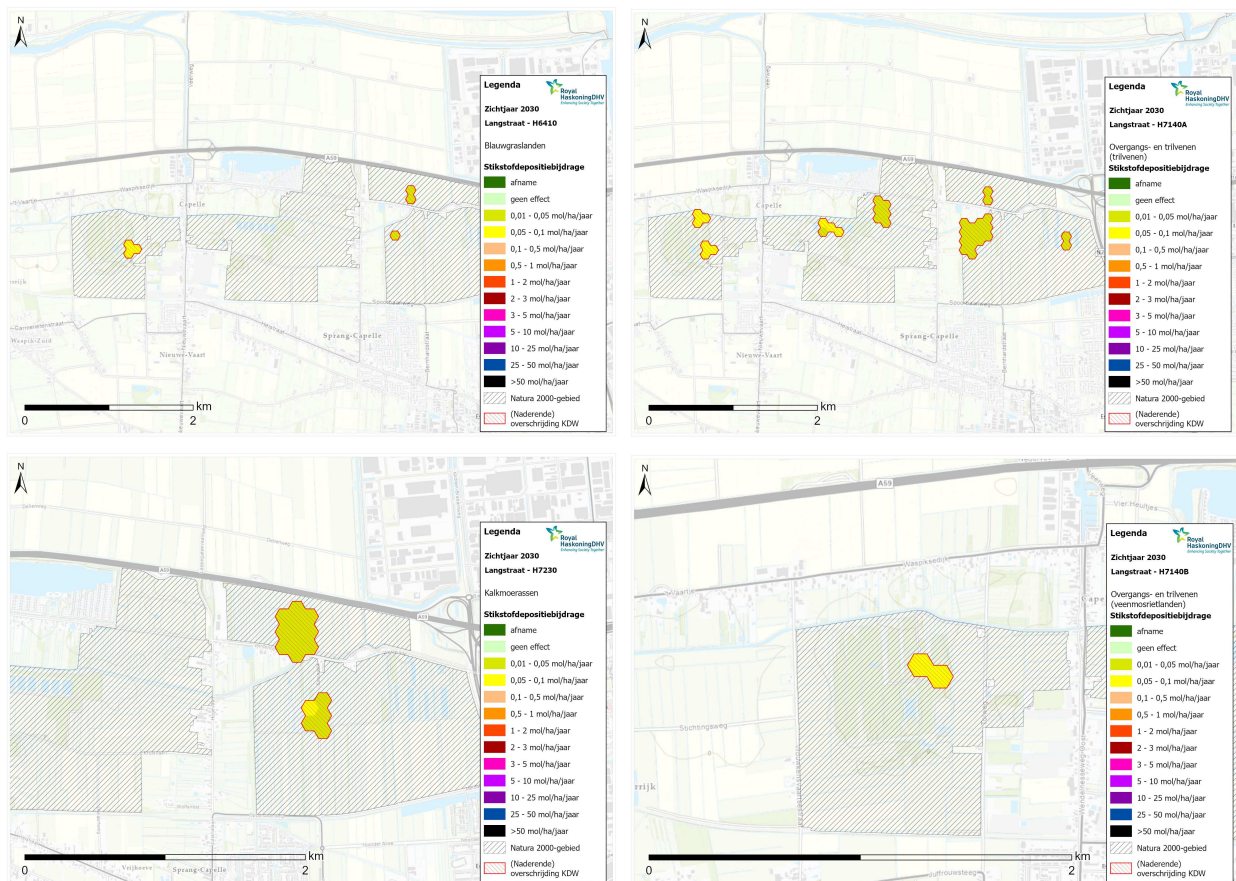 N
A59
Waspiksedijk
Capelle
Nieuwe-Vaart
Sprang-Capelle
Waspik-Zuid
0 2 km
Legenda
Royal
HaskoningDHV
Enhancing Society Together
Zichtjaar 2030
Langstraat - H6410
Blauwgraslanden
Stikstofdepositiebijdrage
afname
geen effect
0,01 - 0,05 mol/ha/jaar
0,05 - 0,1 mol/ha/jaar
0,1 - 0,5 mol/ha/jaar
0,5 - 1 mol/ha/jaar
1 - 2 mol/ha/jaar
2 - 3 mol/ha/jaar
3 - 5 mol/ha/jaar
5 - 10 mol/ha/jaar
10 - 25 mol/ha/jaar
25 - 50 mol/ha/jaar
>50 mol/ha/jaar
Natura 2000-gebied
(Naderende)
overschrijding KDW
N
A59
Waspiksedijk
Capelle
Nieuwe-Vaart
Sprang-Capelle
0 2 km
Legenda
Royal
HaskoningDHV
Enhancing Society Together
Zichtjaar 2030
Langstraat - H7140A
Overgangs- en trilvenen
(trilvenen)
Stikstofdepositiebijdrage
afname
geen effect
0,01 - 0,05 mol/ha/jaar
0,05 - 0,1 mol/ha/jaar
0,1 - 0,5 mol/ha/jaar
0,5 - 1 mol/ha/jaar
1 - 2 mol/ha/jaar
2 - 3 mol/ha/jaar
3 - 5 mol/ha/jaar
5 - 10 mol/ha/jaar
10 - 25 mol/ha/jaar
25 - 50 mol/ha/jaar
>50 mol/ha/jaar
Natura 2000-gebied
(Naderende)
overschrijding KDW
N
A59
A59
Vrijhoeve
Sprang-Capelle
0 2 km
Legenda
Royal
HaskoningDHV
Enhancing Society Together
Zichtjaar 2030
Langstraat - H7230
Kalkmoerassen
Stikstofdepositiebijdrage
afname
geen effect
0,01 - 0,05 mol/ha/jaar
0,05 - 0,1 mol/ha/jaar
0,1 - 0,5 mol/ha/jaar
0,5 - 1 mol/ha/jaar
1 - 2 mol/ha/jaar
2 - 3 mol/ha/jaar
3 - 5 mol/ha/jaar
5 - 10 mol/ha/jaar
10 - 25 mol/ha/jaar
25 - 50 mol/ha/jaar
>50 mol/ha/jaar
Natura 2000-gebied
(Naderende)
overschrijding KDW
N
A59
Vier Heultjes
Waspiksedijk
Stichtingsweg
rrijk
Juffrouwsteeg
0 2 km
Legenda
Royal
HaskoningDHV
Enhancing Society Together
Zichtjaar 2030
Langstraat - H7140B
Overgangs- en trilvenen
(veenmosrietlanden)
Stikstofdepositiebijdrage
afname
geen effect
0,01 - 0,05 mol/ha/jaar
0,05 - 0,1 mol/ha/jaar
0,1 - 0,5 mol/ha/jaar
0,5 - 1 mol/ha/jaar
1 - 2 mol/ha/jaar
2 - 3 mol/ha/jaar
3 - 5 mol/ha/jaar
5 - 10 mol/ha/jaar
10 - 25 mol/ha/jaar
25 - 50 mol/ha/jaar
>50 mol/ha/jaar
Natura 2000-gebied
(Naderende)
overschrijding KDW